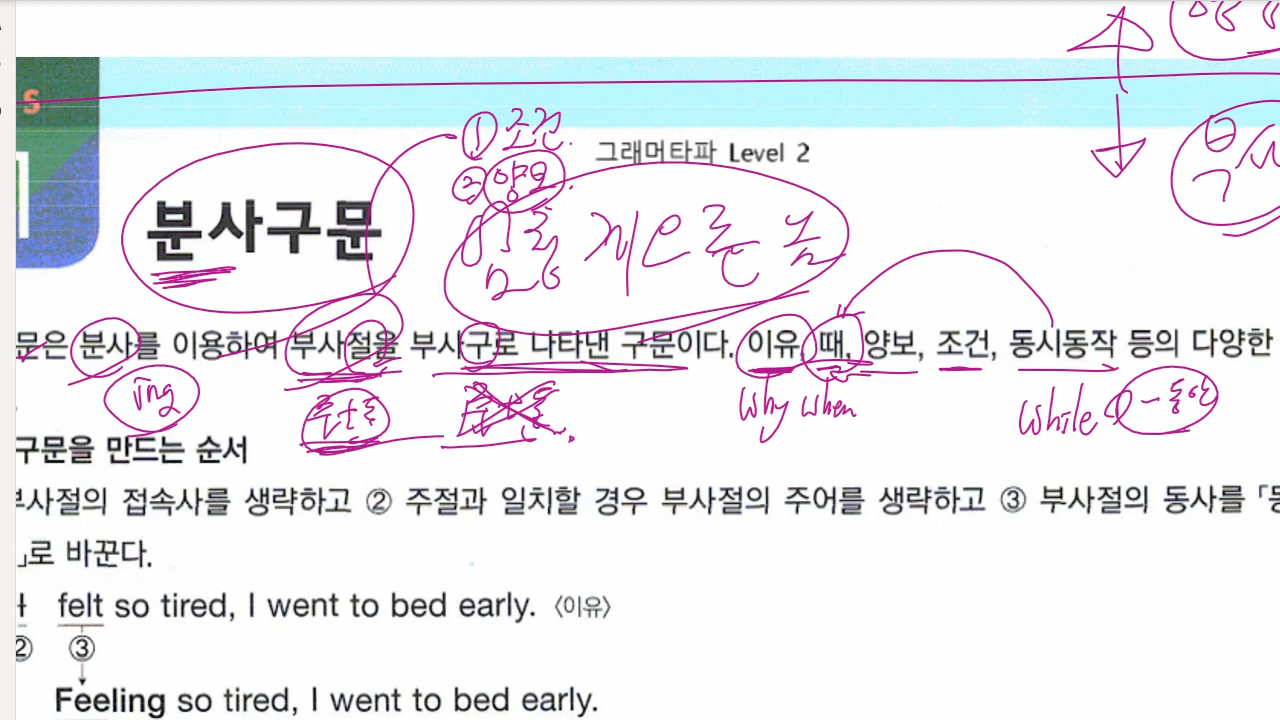 S
① 조건.
그래머타파 Level 2
② 양보.
분사구문
게으른 놈
문은 분사를 이용하여 부사절을 부사구로 나타낸 구문이다. 이유, 때, 양보, 조건, 동시동작 등의 다양한
ing
why when
while
구문을 만드는 순서
부사절의 접속사를 생략하고 ② 주절과 일치할 경우 부사절의 주어를 생략하고 ③ 부사절의 동사를
」로 바꾼다.
felt so tired, I went to bed early. 〈이유〉
② ③
Feeling so tired, I went to bed early.